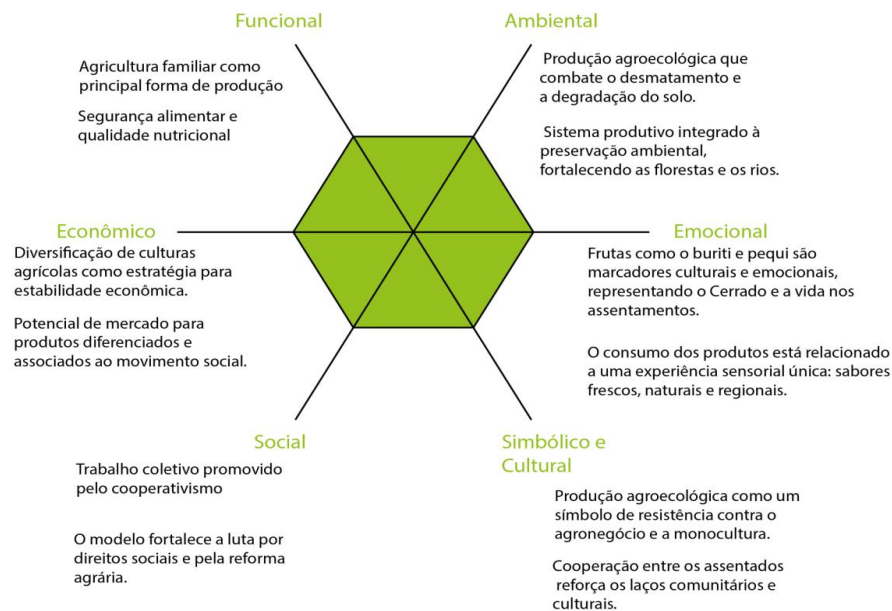 Funcional
Agricultura familiar como
principal forma de produção
Segurança alimentar e
qualidade nutricional
Ambiental
Produção agroecológica que
combate o desmatamento e
a degradação do solo.
Sistema produtivo integrado à
preservação ambiental,
fortalecendo as florestas e os rios.
Econômico
Diversificação de culturas
agrícolas como estratégia para
estabilidade econômica.
Potencial de mercado para
produtos diferenciados e
associados ao movimento social.
Emocional
Frutas como o buriti e pequi são
marcadores culturais e emocionais,
representando o Cerrado e a vida nos
assentamentos.
O consumo dos produtos está relacionado
a uma experiência sensorial única: sabores
frescos, naturais e regionais.
Social
Trabalho coletivo promovido
pelo cooperativismo
O modelo fortalece a luta por
direitos sociais e pela reforma
agrária.
Simbólico e
Cultural
Produção agroecológica como um
símbolo de resistência contra o
agronegócio e a monocultura.
Cooperação entre os assentados
reforça os laços comunitários e
culturais.